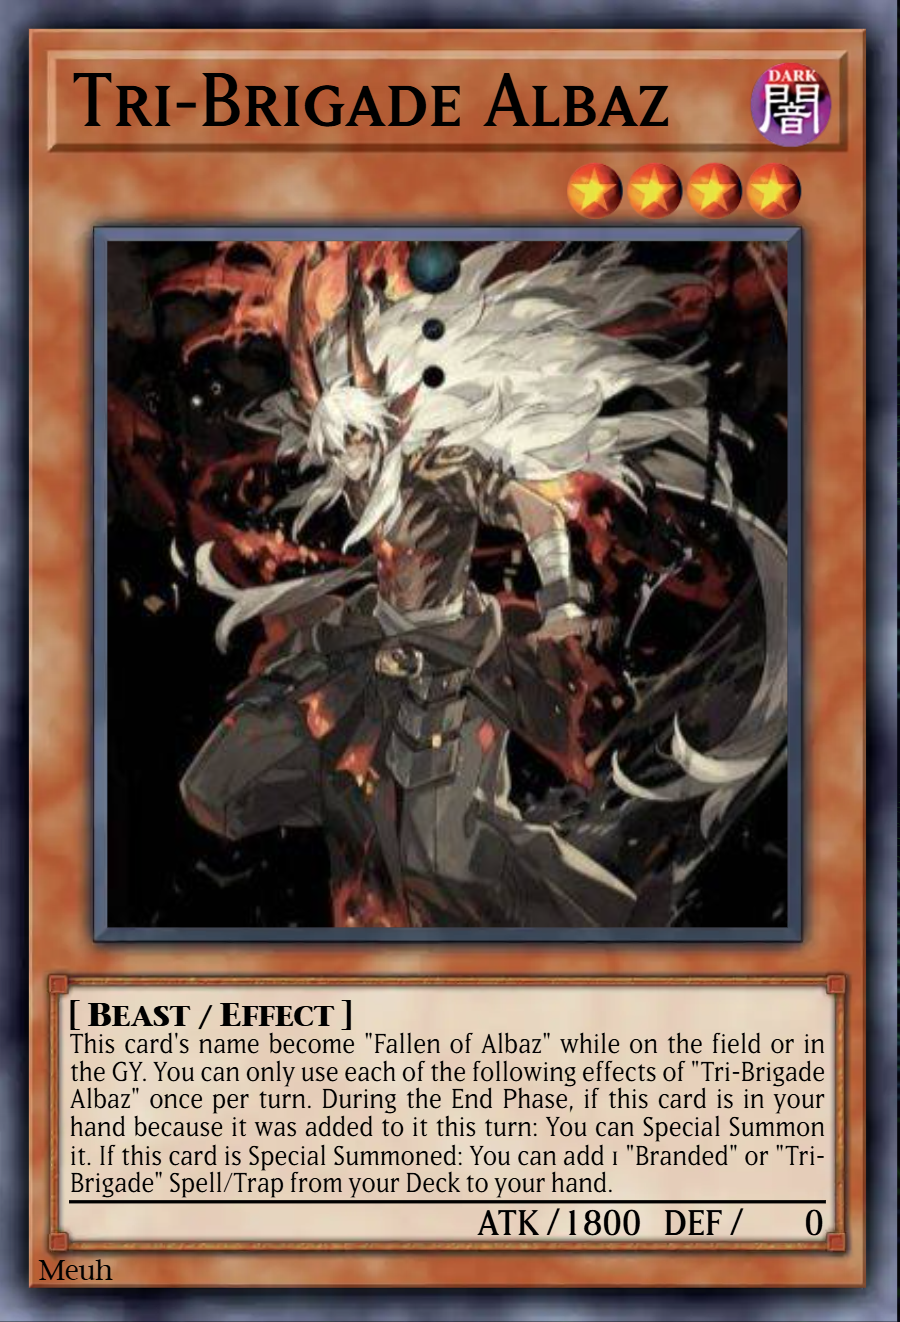 TRI-BRIGADE ALBAZ
DARK
闇
[ BEAST / EFFECT ]
This card's name become "Fallen of Albaz" while on the field or in
the GY. You can only use each of the following effects of "Tri-Brigade
Albaz" once per turn. During the End Phase, if this card is in your
hand because it was added to it this turn: You can Special Summon
it. If this card is Special Summoned: You can add 1 "Branded" or "Tri-
Brigade" Spell/Trap from your Deck to your hand.
ATK / 1800 DEF / 0
Meuh